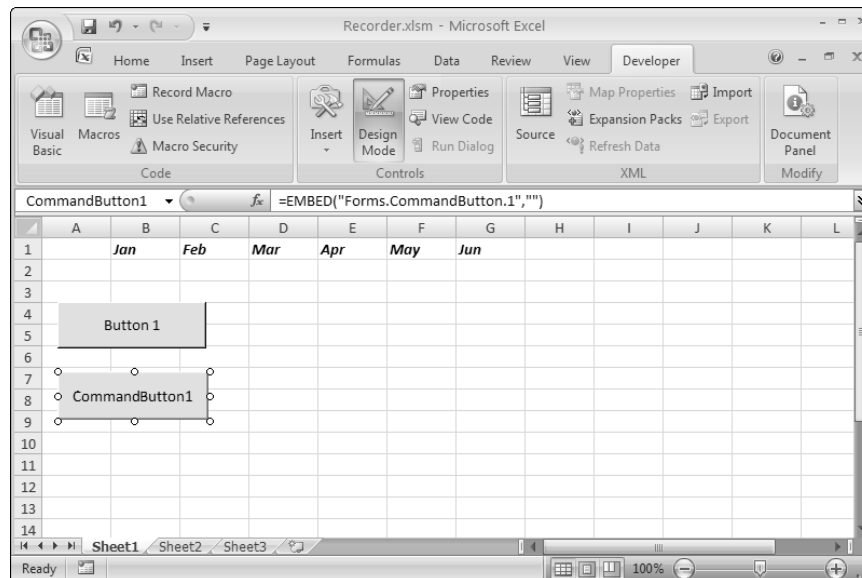 Recorder.xlsm - Microsoft Excel
Home Insert Page Layout Formulas Data Review View Developer
Visual Basic
Macros
Record Macro
Use Relative References
Macro Security
Code
Insert
Design Mode
Properties
View Code
Run Dialog
Controls
Source
Map Properties
Expansion Packs
Refresh Data
Import
Export
XML
Document Panel
Modify
CommandButton1 fx =EMBED("Forms.CommandButton.1","")
A B C D E F G H I J K L
1 Jan Feb Mar Apr May Jun
2
3
4
Button 1
5
6
7
8 CommandButton1
9
10
11
12
13
14
Sheet1 Sheet2 Sheet3
Ready 100%